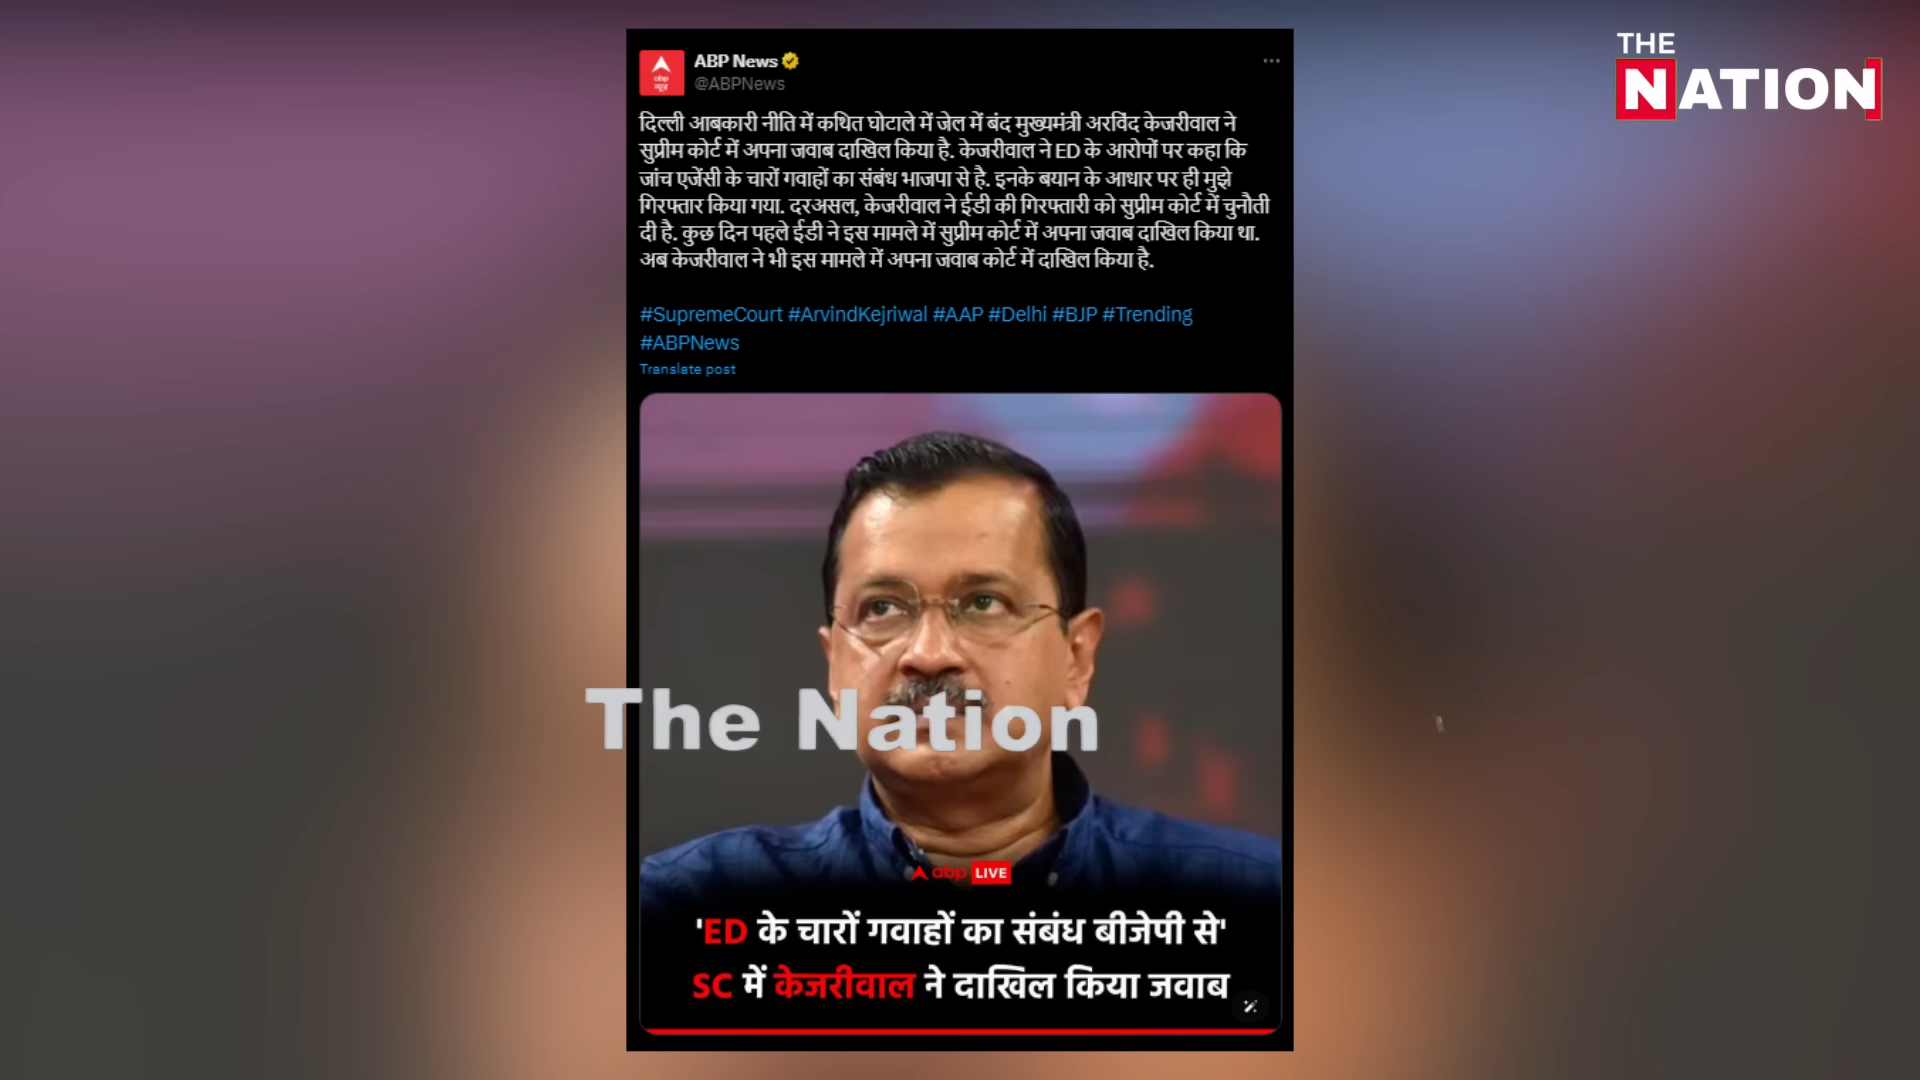 THE
NATION
ABP News
@ABPNews
abp
न्यूज़
दिल्ली आबकारी नीति में कथित घोटाले में जेल में बंद मुख्यमंत्री अरविंद केजरीवाल ने
सुप्रीम कोर्ट में अपना जवाब दाखिल किया है. केजरीवाल ने ED के आरोपों पर कहा कि
जांच एजेंसी के चारों गवाहों का संबंध भाजपा से है. इनके बयान के आधार पर ही मुझे
गिरफ्तार किया गया. दरअसल, केजरीवाल ने ईडी की गिरफ्तारी को सुप्रीम कोर्ट में चुनौती
दी है. कुछ दिन पहले ईडी ने इस मामले में सुप्रीम कोर्ट में अपना जवाब दाखिल किया था.
अब केजरीवाल ने भी इस मामले में अपना जवाब कोर्ट में दाखिल किया है.
#SupremeCourt #ArvindKejriwal #AAP #Delhi #BJP #Trending
#ABPNews
Translate post
The Nation
abp LIVE
'ED के चारों गवाहों का संबंध बीजेपी से'
SC में केजरीवाल ने दाखिल किया जवाब